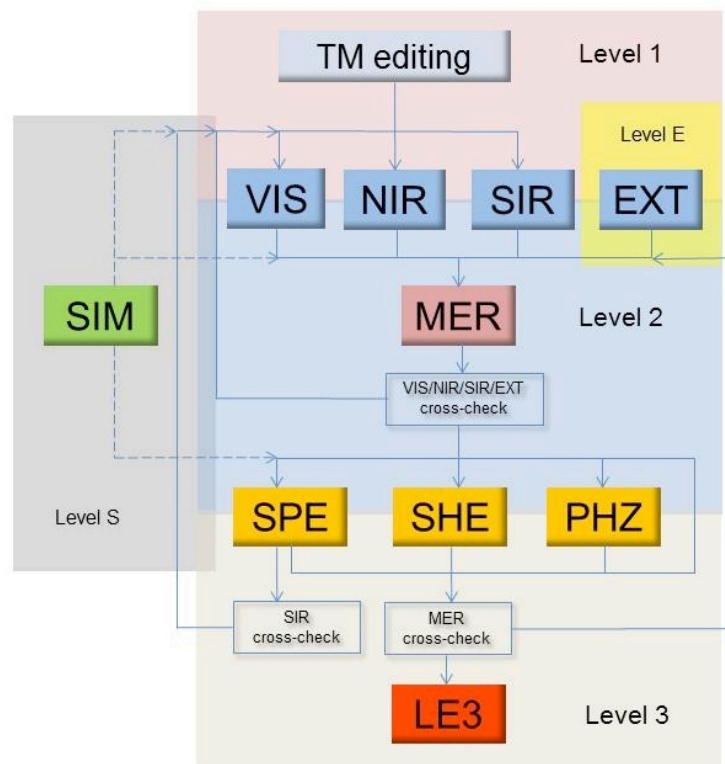 TM editing
Level 1
Level E
VIS
NIR
SIR
EXT
SIM
MER
Level 2
VIS/NIR/SIR/EXT
cross-check
Level S
SPE
SHE
PHZ
SIR
cross-check
MER
cross-check
LE3
Level 3